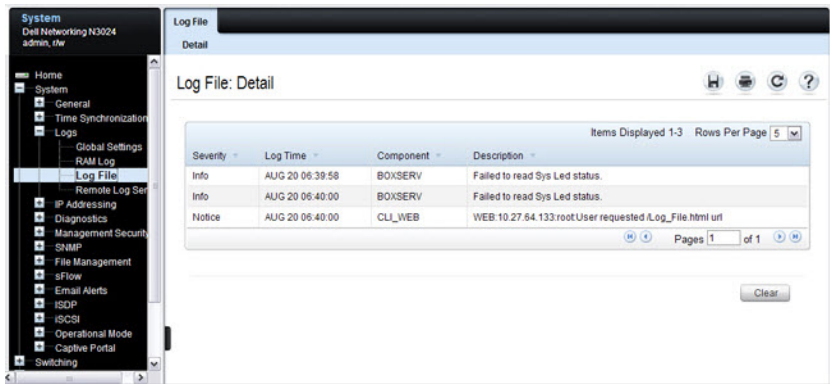 System
Dell Networking N3024
admin, r/w
Log File
Detail
Home
System
General
Time Synchronization
Logs
Global Settings
RAM Log
Log File
Remote Log Ser
IP Addressing
Diagnostics
Management Security
SNMP
File Management
sFlow
Email Alerts
ISDP
iSCSI
Operational Mode
Captive Portal
Switching
Log File: Detail
Items Displayed 1-3 Rows Per Page 5
Severity Log Time Component Description
Info AUG 20 06:39:58 BOXSERV Failed to read Sys Led status.
Info AUG 20 06:40:00 BOXSERV Failed to read Sys Led status.
Notice AUG 20 06:40:00 CLI_WEB WEB:10.27.64.133:root:User requested /Log_File.html url
Pages 1 of 1
Clear